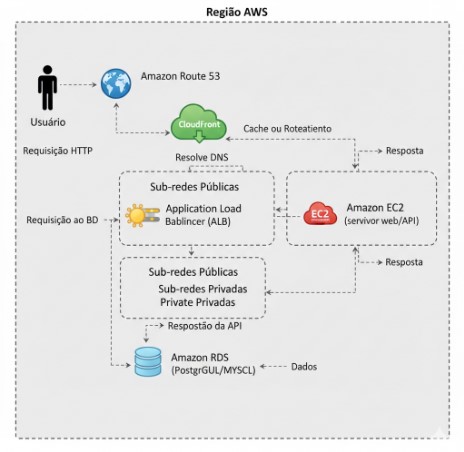 Região AWS
Amazon Route 53
Usuário
CloudFront
Requisição HTTP
Cache ou Roteatiento
Resposta
Resolve DNS
Sub-redes Públicas
Application Load
Bablincer (ALB)
EC2
Amazon EC2
(servivor web/API)
Requisição ao BD
Sub-redes Públicas
Sub-redes Privadas
Private Privadas
Resposta
Respostão da API
Amazon RDS
(PostgrGUL/MYSCL)
Dados